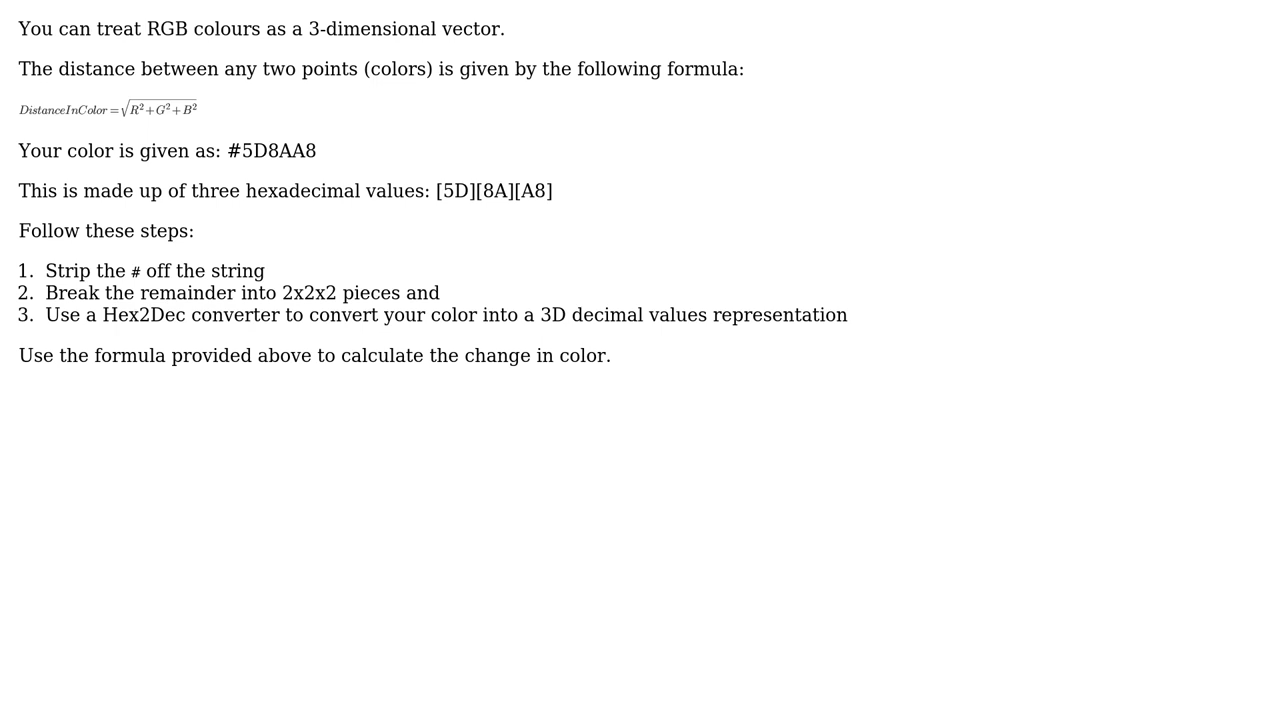 You can treat RGB colours as a 3-dimensional vector.
The distance between any two points (colors) is given by the following formula:
DistanceInColor = √R² + G² + B²
Your color is given as: #5D8AA8
This is made up of three hexadecimal values: [5D][8A][A8]
Follow these steps:
1. Strip the # off the string
2. Break the remainder into 2x2x2 pieces and
3. Use a Hex2Dec converter to convert your color into a 3D decimal values representation
Use the formula provided above to calculate the change in color.